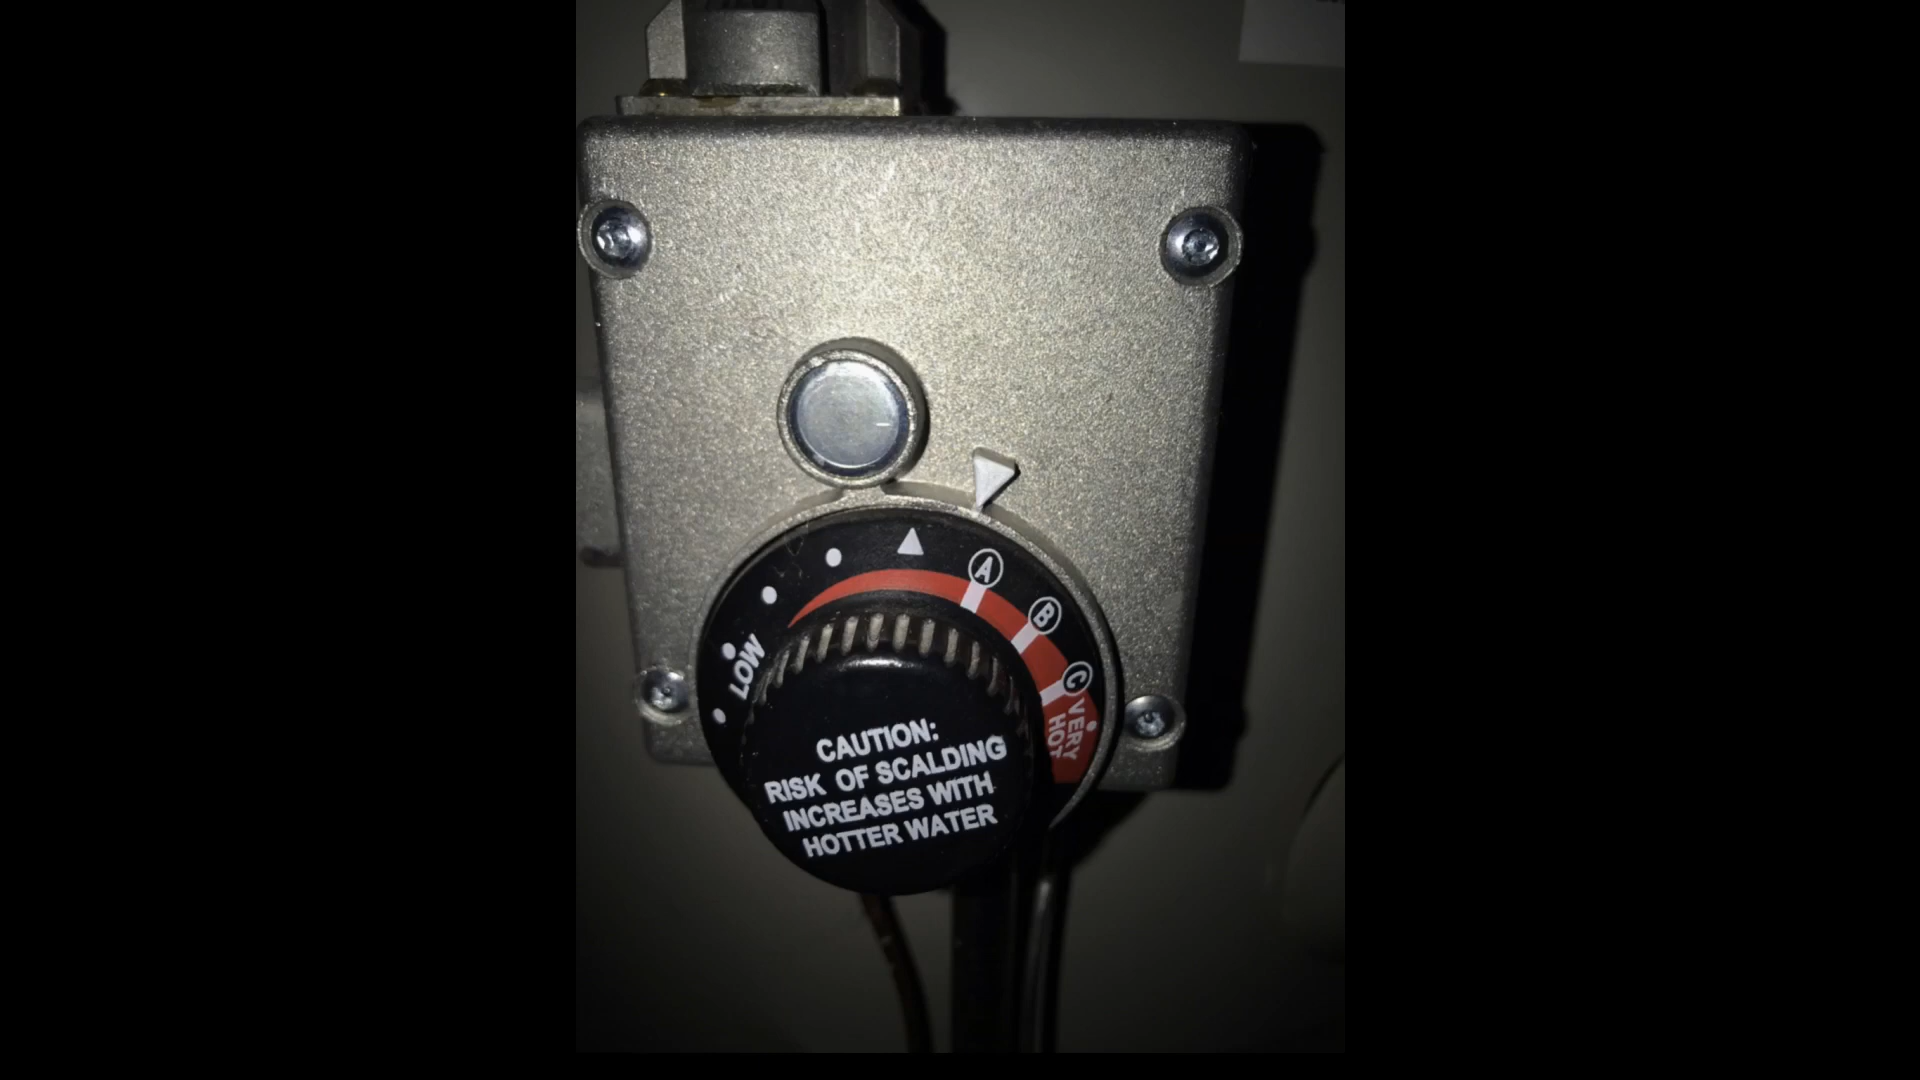 A
B
C
LOW
VERY
HOT
CAUTION:
RISK OF SCALDING
INCREASES WITH
HOTTER WATER